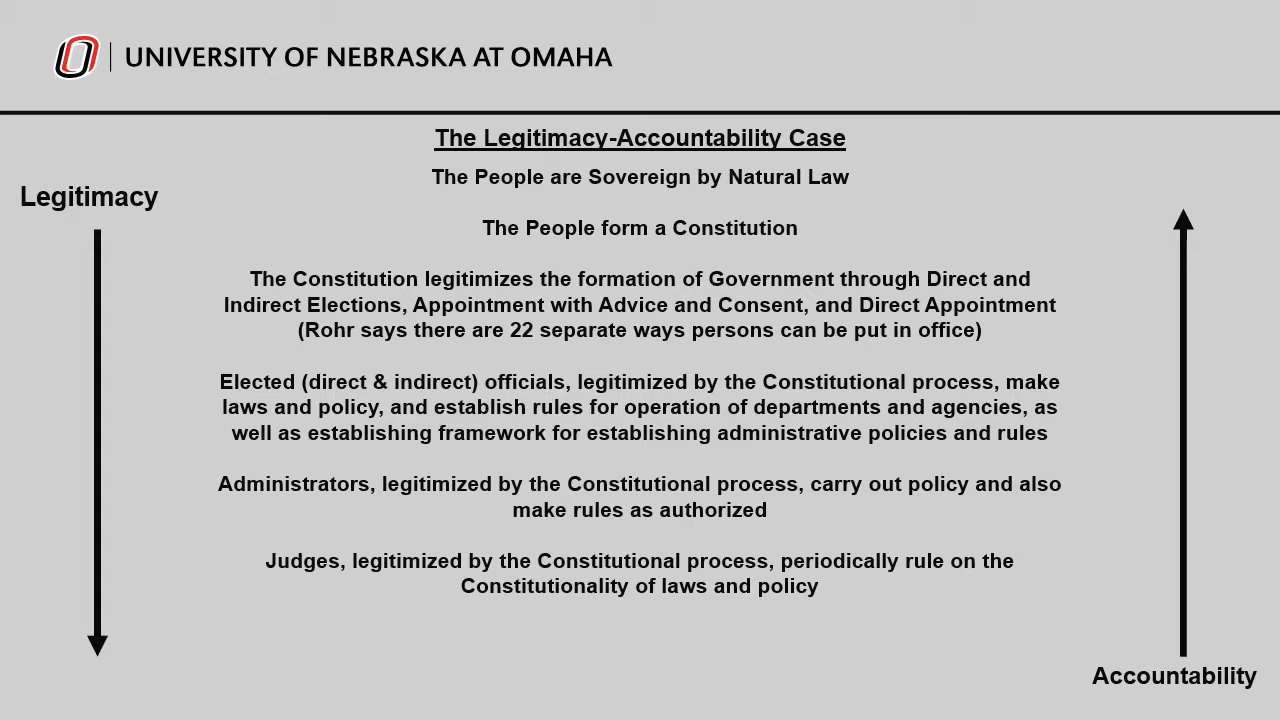 UNIVERSITY OF NEBRASKA AT OMAHA
The Legitimacy-Accountability Case
The People are Sovereign by Natural Law
Legitimacy
The People form a Constitution
The Constitution legitimizes the formation of Government through Direct and
Indirect Elections, Appointment with Advice and Consent, and Direct Appointment
(Rohr says there are 22 separate ways persons can be put in office)
Elected (direct & indirect) officials, legitimized by the Constitutional process, make
laws and policy, and establish rules for operation of departments and agencies, as
well as establishing framework for establishing administrative policies and rules
Administrators, legitimized by the Constitutional process, carry out policy and also
make rules as authorized
Judges, legitimized by the Constitutional process, periodically rule on the
Constitutionality of laws and policy
Accountability